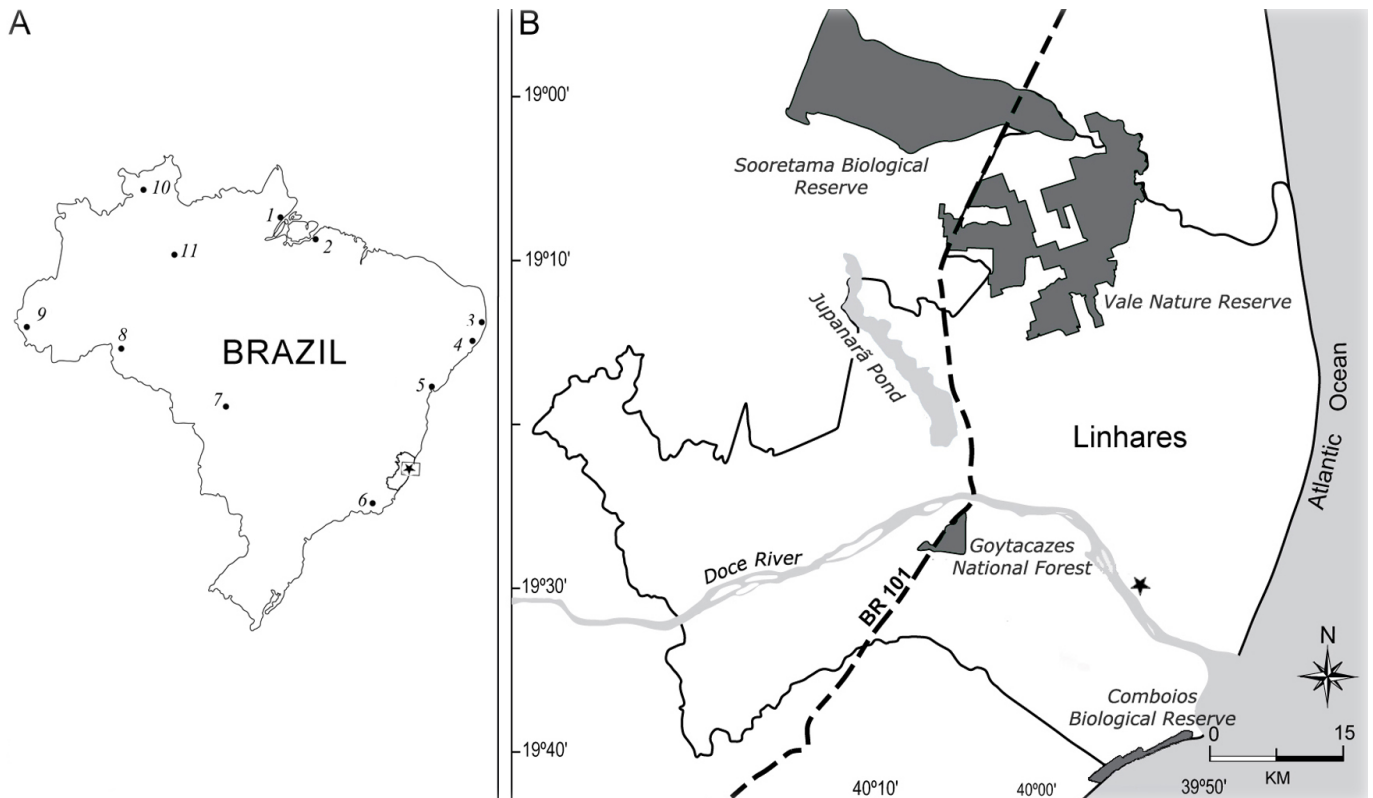 A
10
1
2
11
9
3
8
4
BRAZIL
5
7
6
B
19º00'
Sooretama Biological
Reserve
19º10'
Vale Nature Reserve
Jupanarã Pond
Atlantic Ocean
Linhares
Goytacazes
National Forest
Doce River
19º30'
BR 101
N
Comboios
Biological Reserve
0 15
KM
19º40'
40º10'
40º00'
39º50'